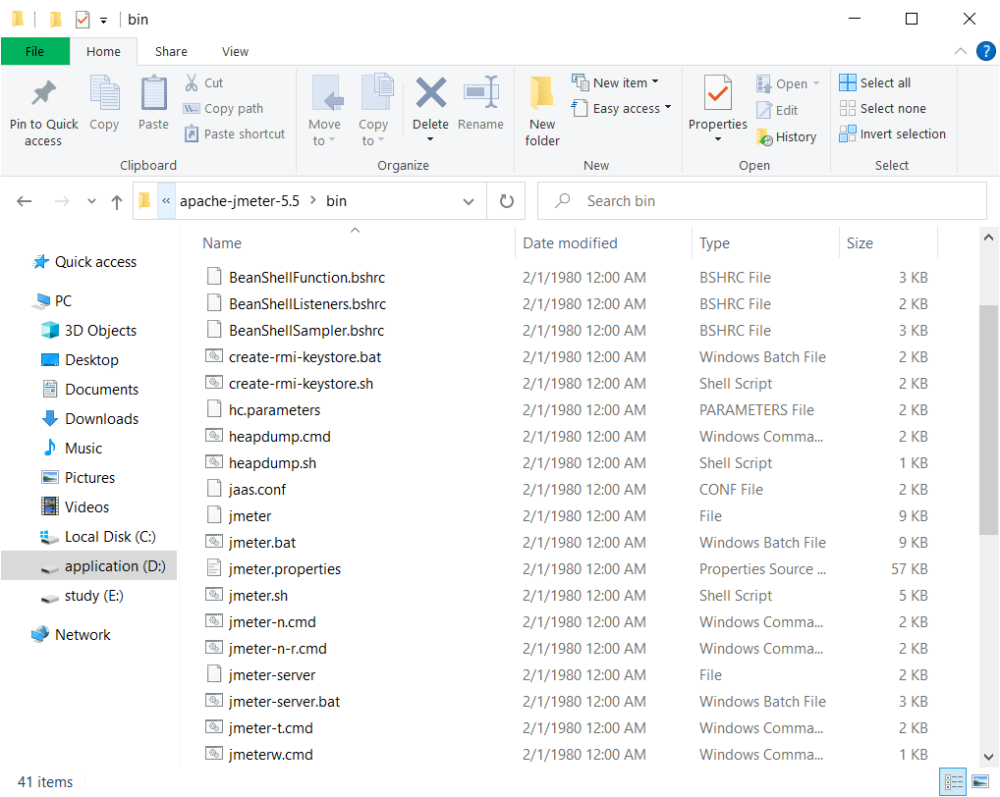 bin
File Home Share View
Pin to Quick access
Copy
Paste
Cut
Copy path
Paste shortcut
Clipboard
Move to
Copy to
Delete
Rename
Organize
New folder
New item
Easy access
New
Properties
Open
Edit
History
Open
Select all
Select none
Invert selection
Select
« apache-jmeter-5.5 > bin
Search bin
Quick access
PC
3D Objects
Desktop
Documents
Downloads
Music
Pictures
Videos
Local Disk (C:)
application (D:)
study (E:)
Network
Name Date modified Type Size
BeanShellFunction.bshrc 2/1/1980 12:00 AM BSHRC File 3 KB
BeanShellListeners.bshrc 2/1/1980 12:00 AM BSHRC File 2 KB
BeanShellSampler.bshrc 2/1/1980 12:00 AM BSHRC File 3 KB
create-rmi-keystore.bat 2/1/1980 12:00 AM Windows Batch File 2 KB
create-rmi-keystore.sh 2/1/1980 12:00 AM Shell Script 2 KB
hc.parameters 2/1/1980 12:00 AM PARAMETERS File 2 KB
heapdump.cmd 2/1/1980 12:00 AM Windows Comma... 2 KB
heapdump.sh 2/1/1980 12:00 AM Shell Script 1 KB
jaas.conf 2/1/1980 12:00 AM CONF File 2 KB
jmeter 2/1/1980 12:00 AM File 9 KB
jmeter.bat 2/1/1980 12:00 AM Windows Batch File 9 KB
jmeter.properties 2/1/1980 12:00 AM Properties Source ... 57 KB
jmeter.sh 2/1/1980 12:00 AM Shell Script 5 KB
jmeter-n.cmd 2/1/1980 12:00 AM Windows Comma... 2 KB
jmeter-n-r.cmd 2/1/1980 12:00 AM Windows Comma... 2 KB
jmeter-server 2/1/1980 12:00 AM File 2 KB
jmeter-server.bat 2/1/1980 12:00 AM Windows Batch File 3 KB
jmeter-t.cmd 2/1/1980 12:00 AM Windows Comma... 2 KB
jmeterw.cmd 2/1/1980 12:00 AM Windows Comma... 1 KB
41 items